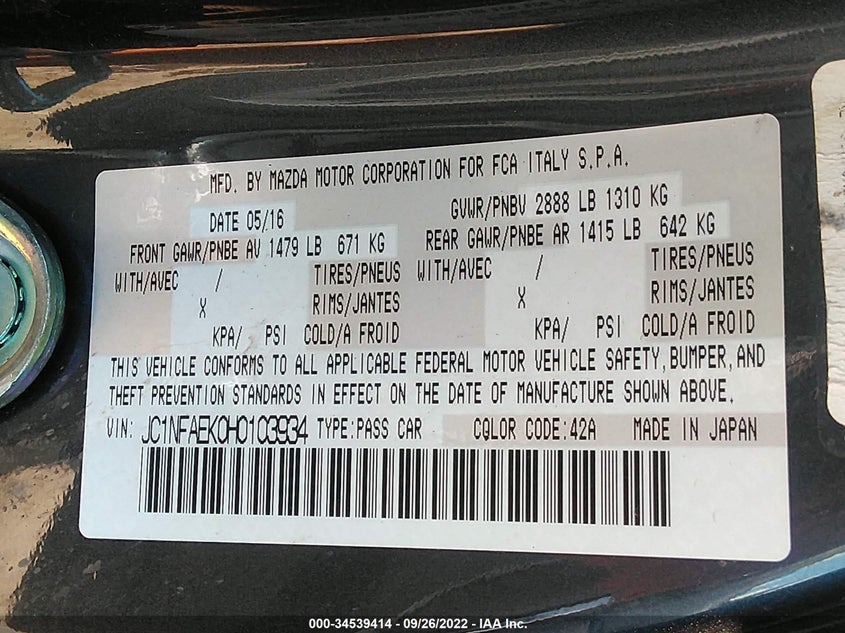 MFD. BY MAZDA MOTOR CORPORATION FOR FCA ITALY S.P.A.
DATE 05/16 GVWR/PNBV 2888 LB 1310 KG
FRONT GAWR/PNBE AV 1479 LB 671 KG REAR GAWR/PNBE AR 1415 LB 642 KG
WITH/AVEC / TIRES/PNEUS WITH/AVEC / TIRES/PNEUS
X RIMS/JANTES X RIMS/JANTES
KPA/ PSI COLD/A FROID KPA/ PSI COLD/A FROID
THIS VEHICLE CONFORMS TO ALL APPLICABLE FEDERAL MOTOR VEHICLE SAFETY, BUMPER, AND
THEFT PREVENTION STANDARDS IN EFFECT ON THE DATE OF MANUFACTURE SHOWN ABOVE.
VIN: JC1NFAEK0H0103934 TYPE:PASS CAR COLOR CODE:42A MADE IN JAPAN
000-34539414 - 09/26/2022 - IAA Inc.